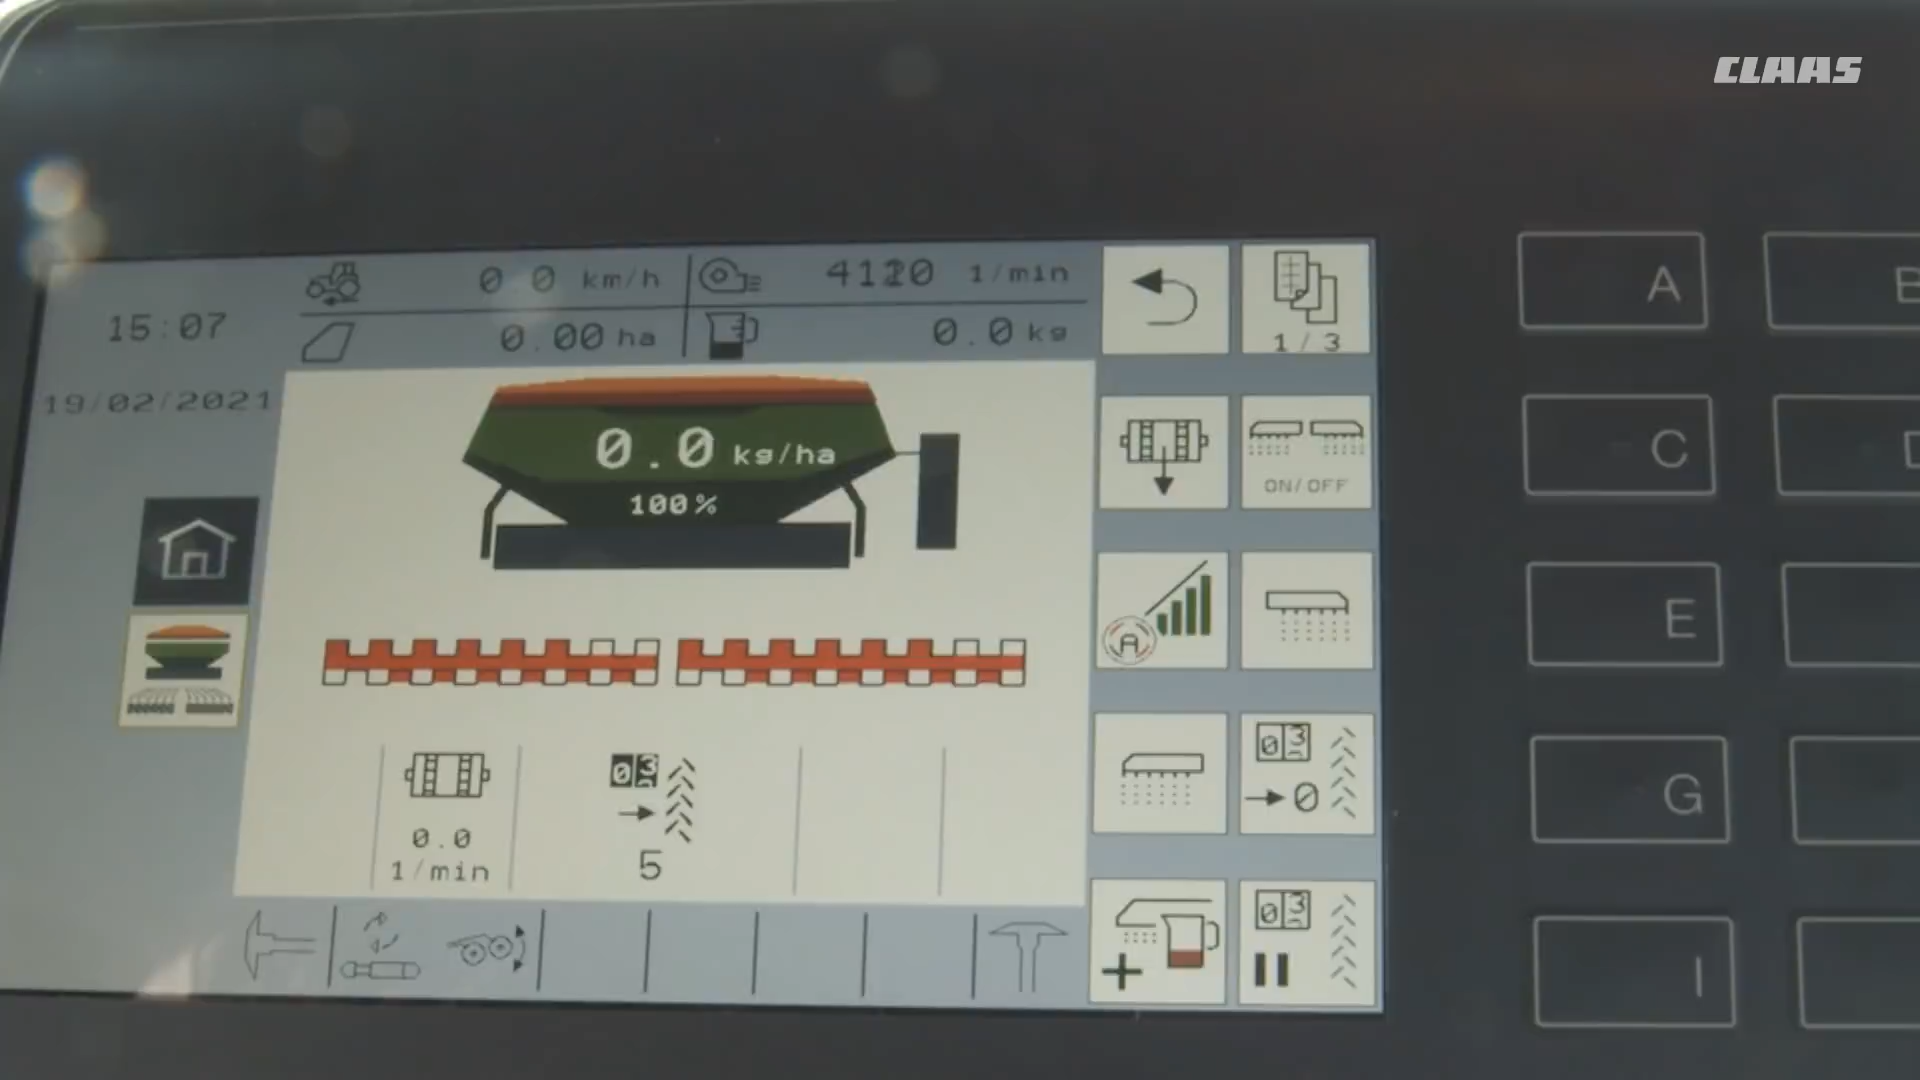 CLAAS
0.0 km/h
4120 1/min
15:07
0.00 ha
0.0 kg
1 / 3
19/02/2021
0.0 kg/ha
100%
ON/OFF
03
0
0.0
1/min
03
5
03
A
B
C
D
E
G
I